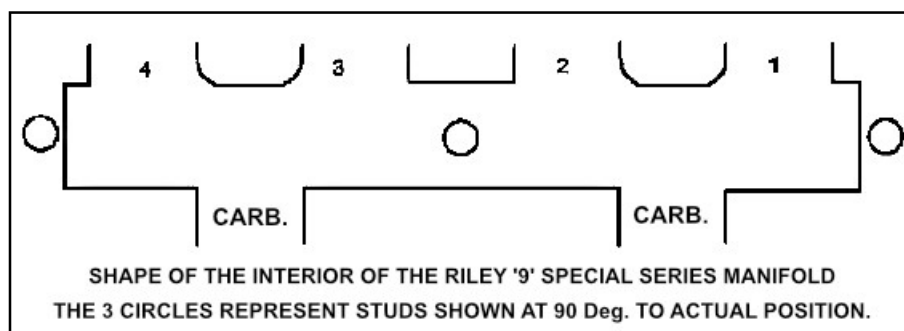 4 3 2 1
CARB. CARB.
SHAPE OF THE INTERIOR OF THE RILEY '9' SPECIAL SERIES MANIFOLD
THE 3 CIRCLES REPRESENT STUDS SHOWN AT 90 Deg. TO ACTUAL POSITION.